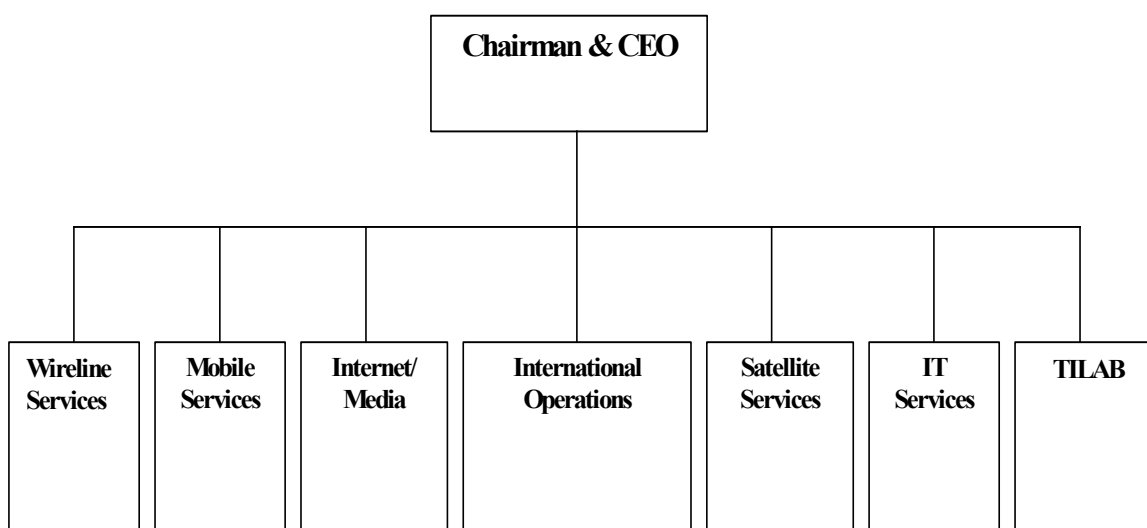 Chairman & CEO
Wireline
Services
Mobile
Services
Internet/
Media
International
Operations
Satellite
Services
IT
Services
TILAB